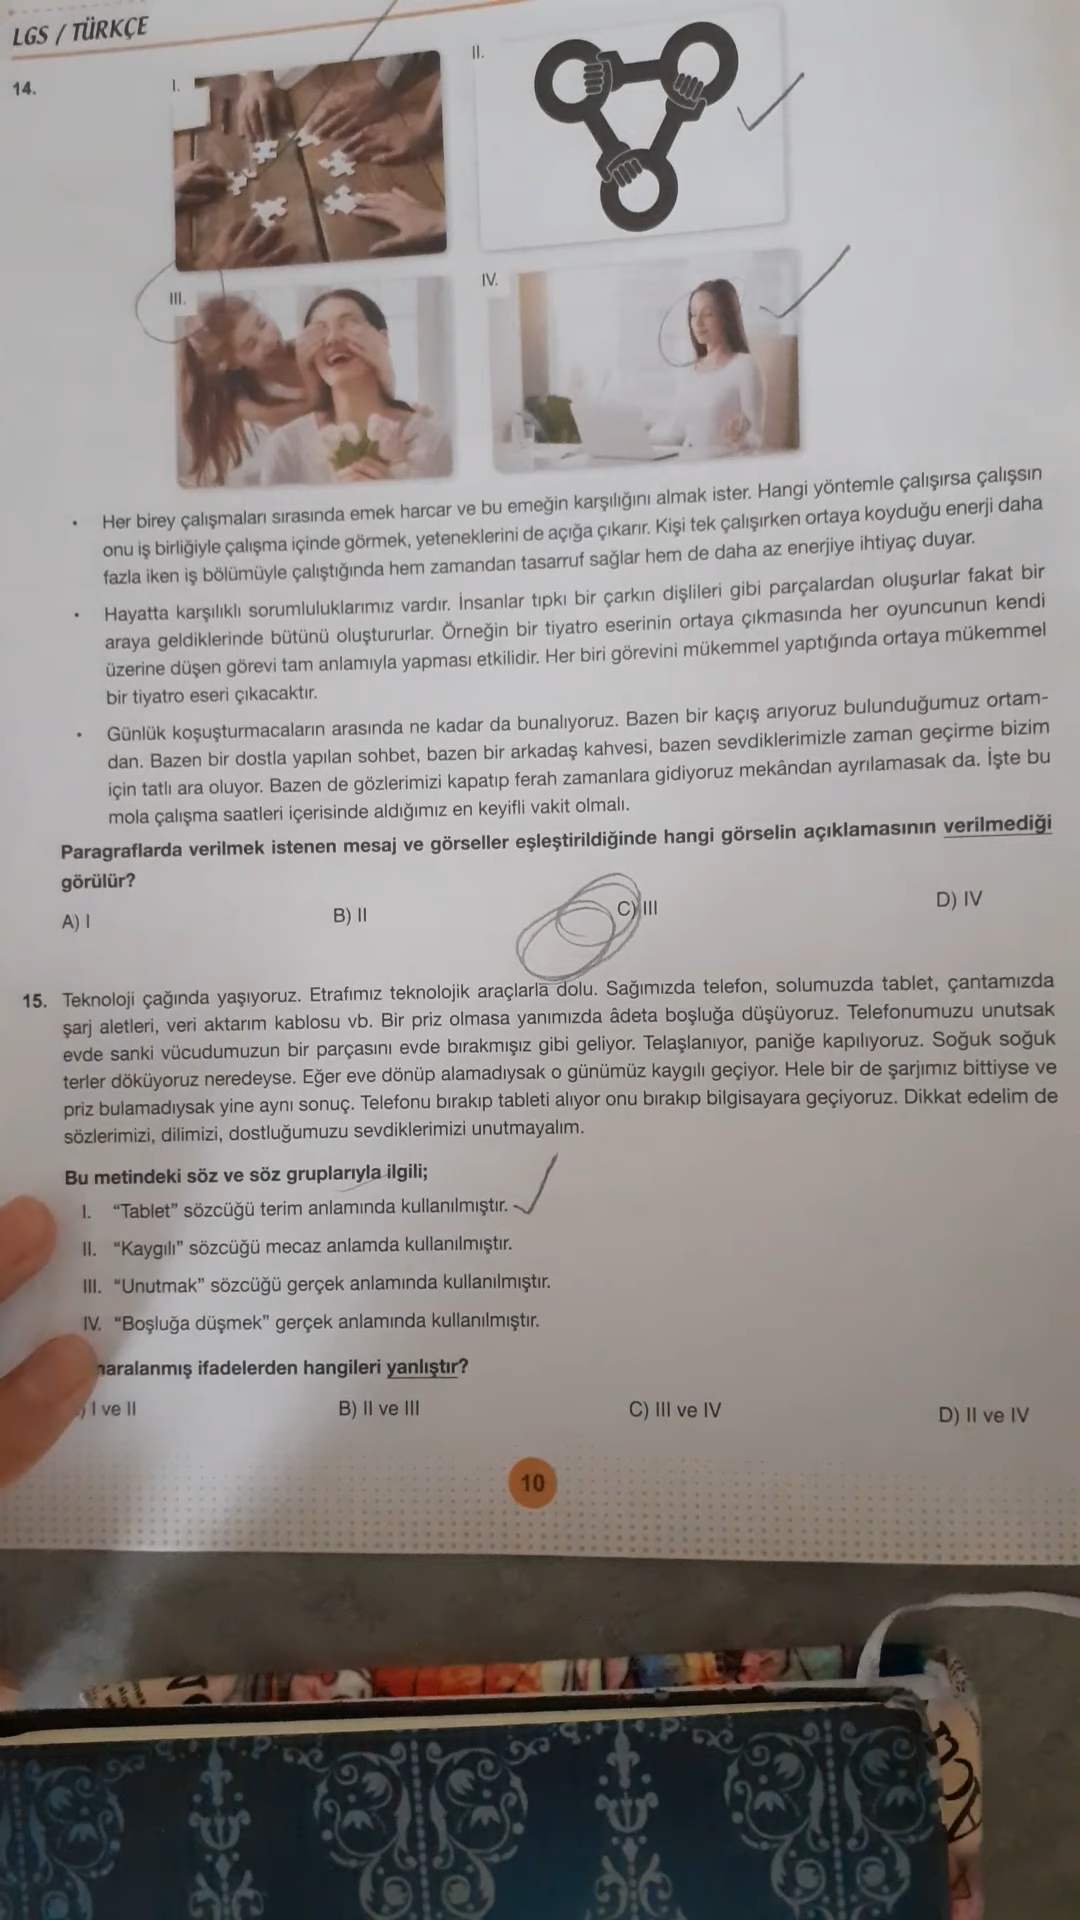 LGS / TÜRKÇE
14.
I.
II.
III.
IV.
• Her birey çalışmaları sırasında emek harcar ve bu emeğin karşılığını almak ister. Hangi yöntemle çalışırsa çalışsın
onu iş birliğiyle çalışma içinde görmek, yeteneklerini de açığa çıkarır. Kişi tek çalışırken ortaya koyduğu enerji daha
fazla iken iş bölümüyle çalıştığında hem zamandan tasarruf sağlar hem de daha az enerjiye ihtiyaç duyar.
• Hayatta karşılıklı sorumluluklarımız vardır. İnsanlar tıpkı bir çarkın dişlileri gibi parçalardan oluşurlar fakat bir
araya geldiklerinde bütünü oluştururlar. Örneğin bir tiyatro eserinin ortaya çıkmasında her oyuncunun kendi
üzerine düşen görevi tam anlamıyla yapması etkilidir. Her biri görevini mükemmel yaptığında ortaya mükemmel
bir tiyatro eseri çıkacaktır.
• Günlük koşuşturmacaların arasında ne kadar da bunalıyoruz. Bazen bir kaçış arıyoruz bulunduğumuz ortam-
dan. Bazen bir dostla yapılan sohbet, bazen bir arkadaş kahvesi, bazen sevdiklerimizle zaman geçirme bizim
için tatlı ara oluyor. Bazen de gözlerimizi kapatıp ferah zamanlara gidiyoruz mekândan ayrılamasak da. İşte bu
mola çalışma saatleri içerisinde aldığımız en keyifli vakit olmalı.
Paragraflarda verilmek istenen mesaj ve görseller eşleştirildiğinde hangi görselin açıklamasının verilmediği
görülür?
A) I
B) II
C) III
D) IV
15. Teknoloji çağında yaşıyoruz. Etrafımız teknolojik araçlarla dolu. Sağımızda telefon, solumuzda tablet, çantamızda
şarj aletleri, veri aktarım kablosu vb. Bir priz olmasa yanımızda âdeta boşluğa düşüyoruz. Telefonumuzu unutsak
evde sanki vücudumuzun bir parçasını evde bırakmışız gibi geliyor. Telaşlanıyor, paniğe kapılıyoruz. Soğuk soğuk
terler döküyoruz neredeyse. Eğer eve dönüp alamadıysak o günümüz kaygılı geçiyor. Hele bir de şarjımız bittiyse ve
priz bulamadıysak yine aynı sonuç. Telefonu bırakıp tableti alıyor onu bırakıp bilgisayara geçiyoruz. Dikkat edelim de
sözlerimizi, dilimizi, dostluğumuzu sevdiklerimizi unutmayalım.
Bu metindeki söz ve söz gruplarıyla ilgili;
I. “Tablet” sözcüğü terim anlamında kullanılmıştır.
II. “Kaygılı” sözcüğü mecaz anlamda kullanılmıştır.
III. “Unutmak” sözcüğü gerçek anlamında kullanılmıştır.
IV. “Boşluğa düşmek” gerçek anlamında kullanılmıştır.
maralanmış ifadelerden hangileri yanlıştır?
) I ve II
B) II ve III
C) III ve IV
D) II ve IV
10